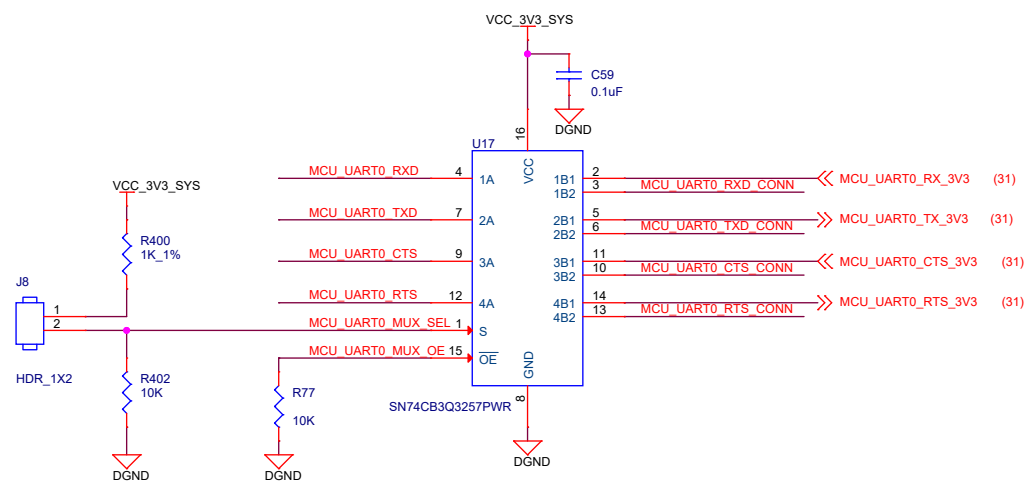 VCC_3V3_SYS
C59
0.1uF
DGND
16
U17
VCC
MCU_UART0_RXD 4 1A 1B1 2 MCU_UART0_RX_3V3 (31)
1B2 3 MCU_UART0_RXD_CONN
VCC_3V3_SYS
MCU_UART0_TXD 7 2A 2B1 5 MCU_UART0_TX_3V3 (31)
2B2 6 MCU_UART0_TXD_CONN
R400
1K_1%
MCU_UART0_CTS 9 3A 3B1 11 MCU_UART0_CTS_3V3 (31)
3B2 10 MCU_UART0_CTS_CONN
J8
MCU_UART0_RTS 12 4A 4B1 14 MCU_UART0_RTS_3V3 (31)
4B2 13 MCU_UART0_RTS_CONN
1
2 MCU_UART0_MUX_SEL 1 S
MCU_UART0_MUX_OE 15 OE
GND
HDR_1X2
R402
10K
R77
10K
8
SN74CB3Q3257PWR
DGND
DGND
DGND